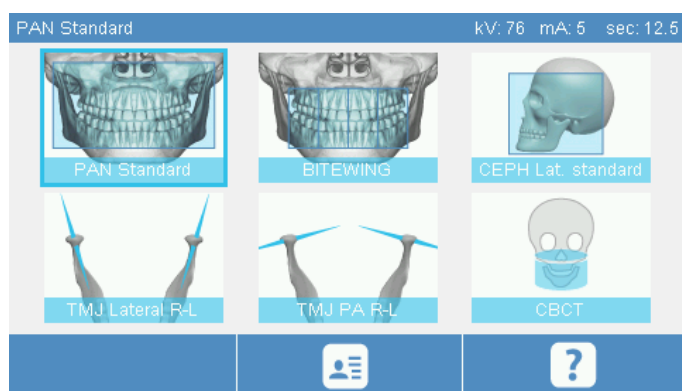 PAN Standard kV: 76 mA: 5 sec: 12.5
PAN Standard BITEWING CEPH Lat. standard
TMJ Lateral R-L TMJ PA R-L CBCT
?